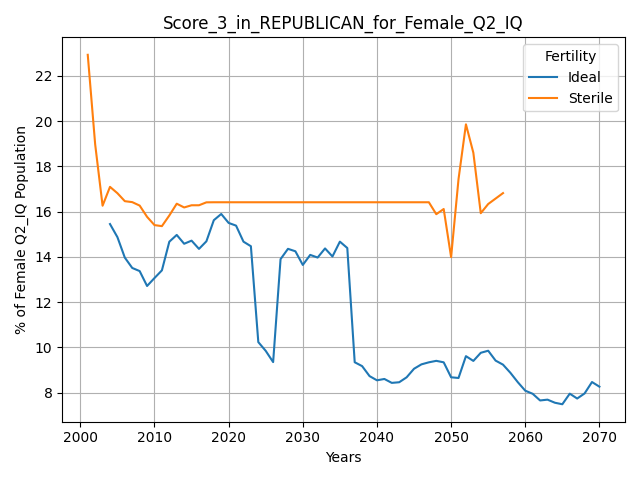 Score_3_in_REPUBLICAN_for_Female_Q2_IQ
Fertility
Ideal
Sterile
% of Female Q2_IQ Population
22
20
18
16
14
12
10
8
2000 2010 2020 2030 2040 2050 2060 2070
Years